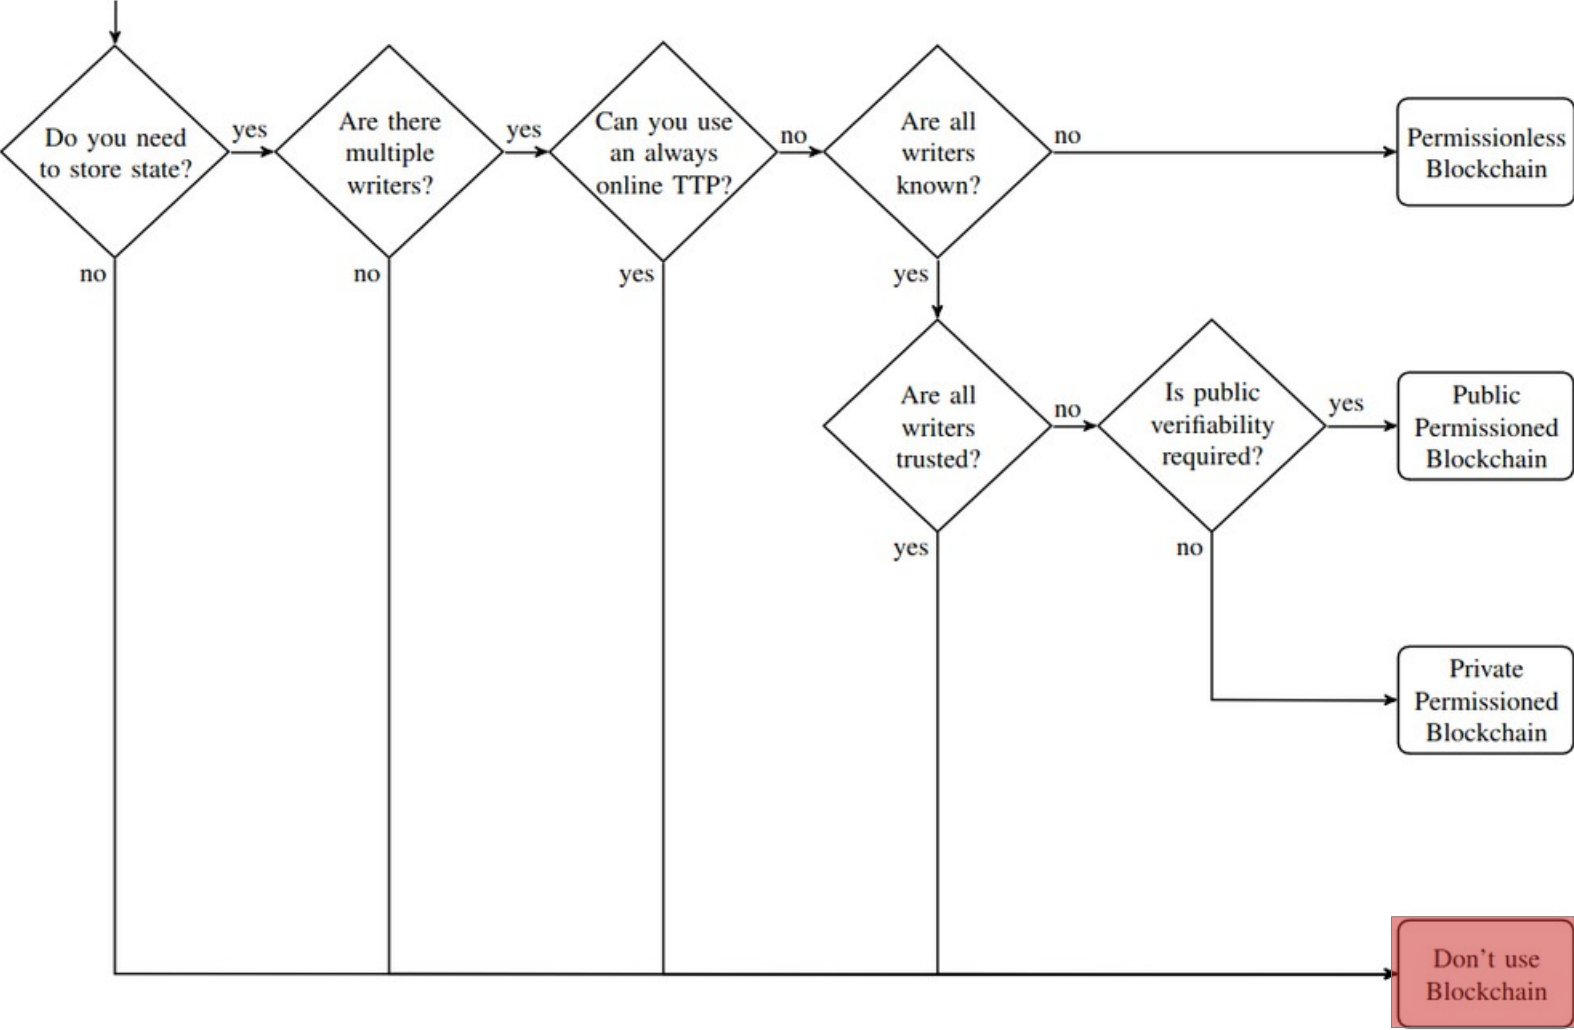 Do you need
to store state?
yes
no
Are there
multiple
writers?
yes
no
Can you use
an always
online TTP?
no
yes
Are all
writers
known?
no
yes
Permissionless
Blockchain
Are all
writers
trusted?
no
yes
Is public
verifiability
required?
yes
no
Public
Permissioned
Blockchain
Private
Permissioned
Blockchain
Don't use
Blockchain